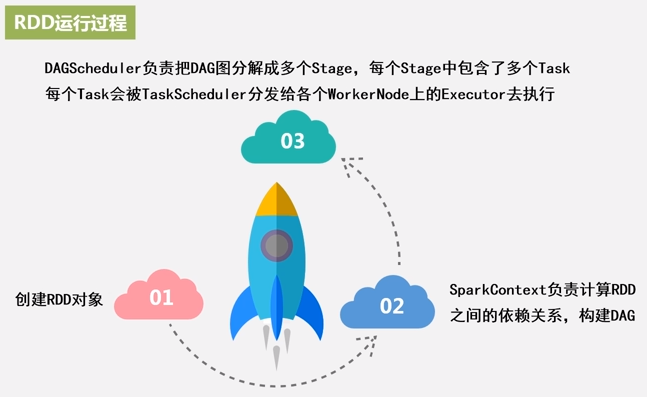 RDD运行过程
DAGScheduler负责把DAG图分解成多个Stage，每个Stage中包含了多个Task
每个Task会被TaskScheduler分发给各个WorkerNode上的Executor去执行
03
创建RDD对象
01
02
SparkContext负责计算RDD
之间的依赖关系，构建DAG